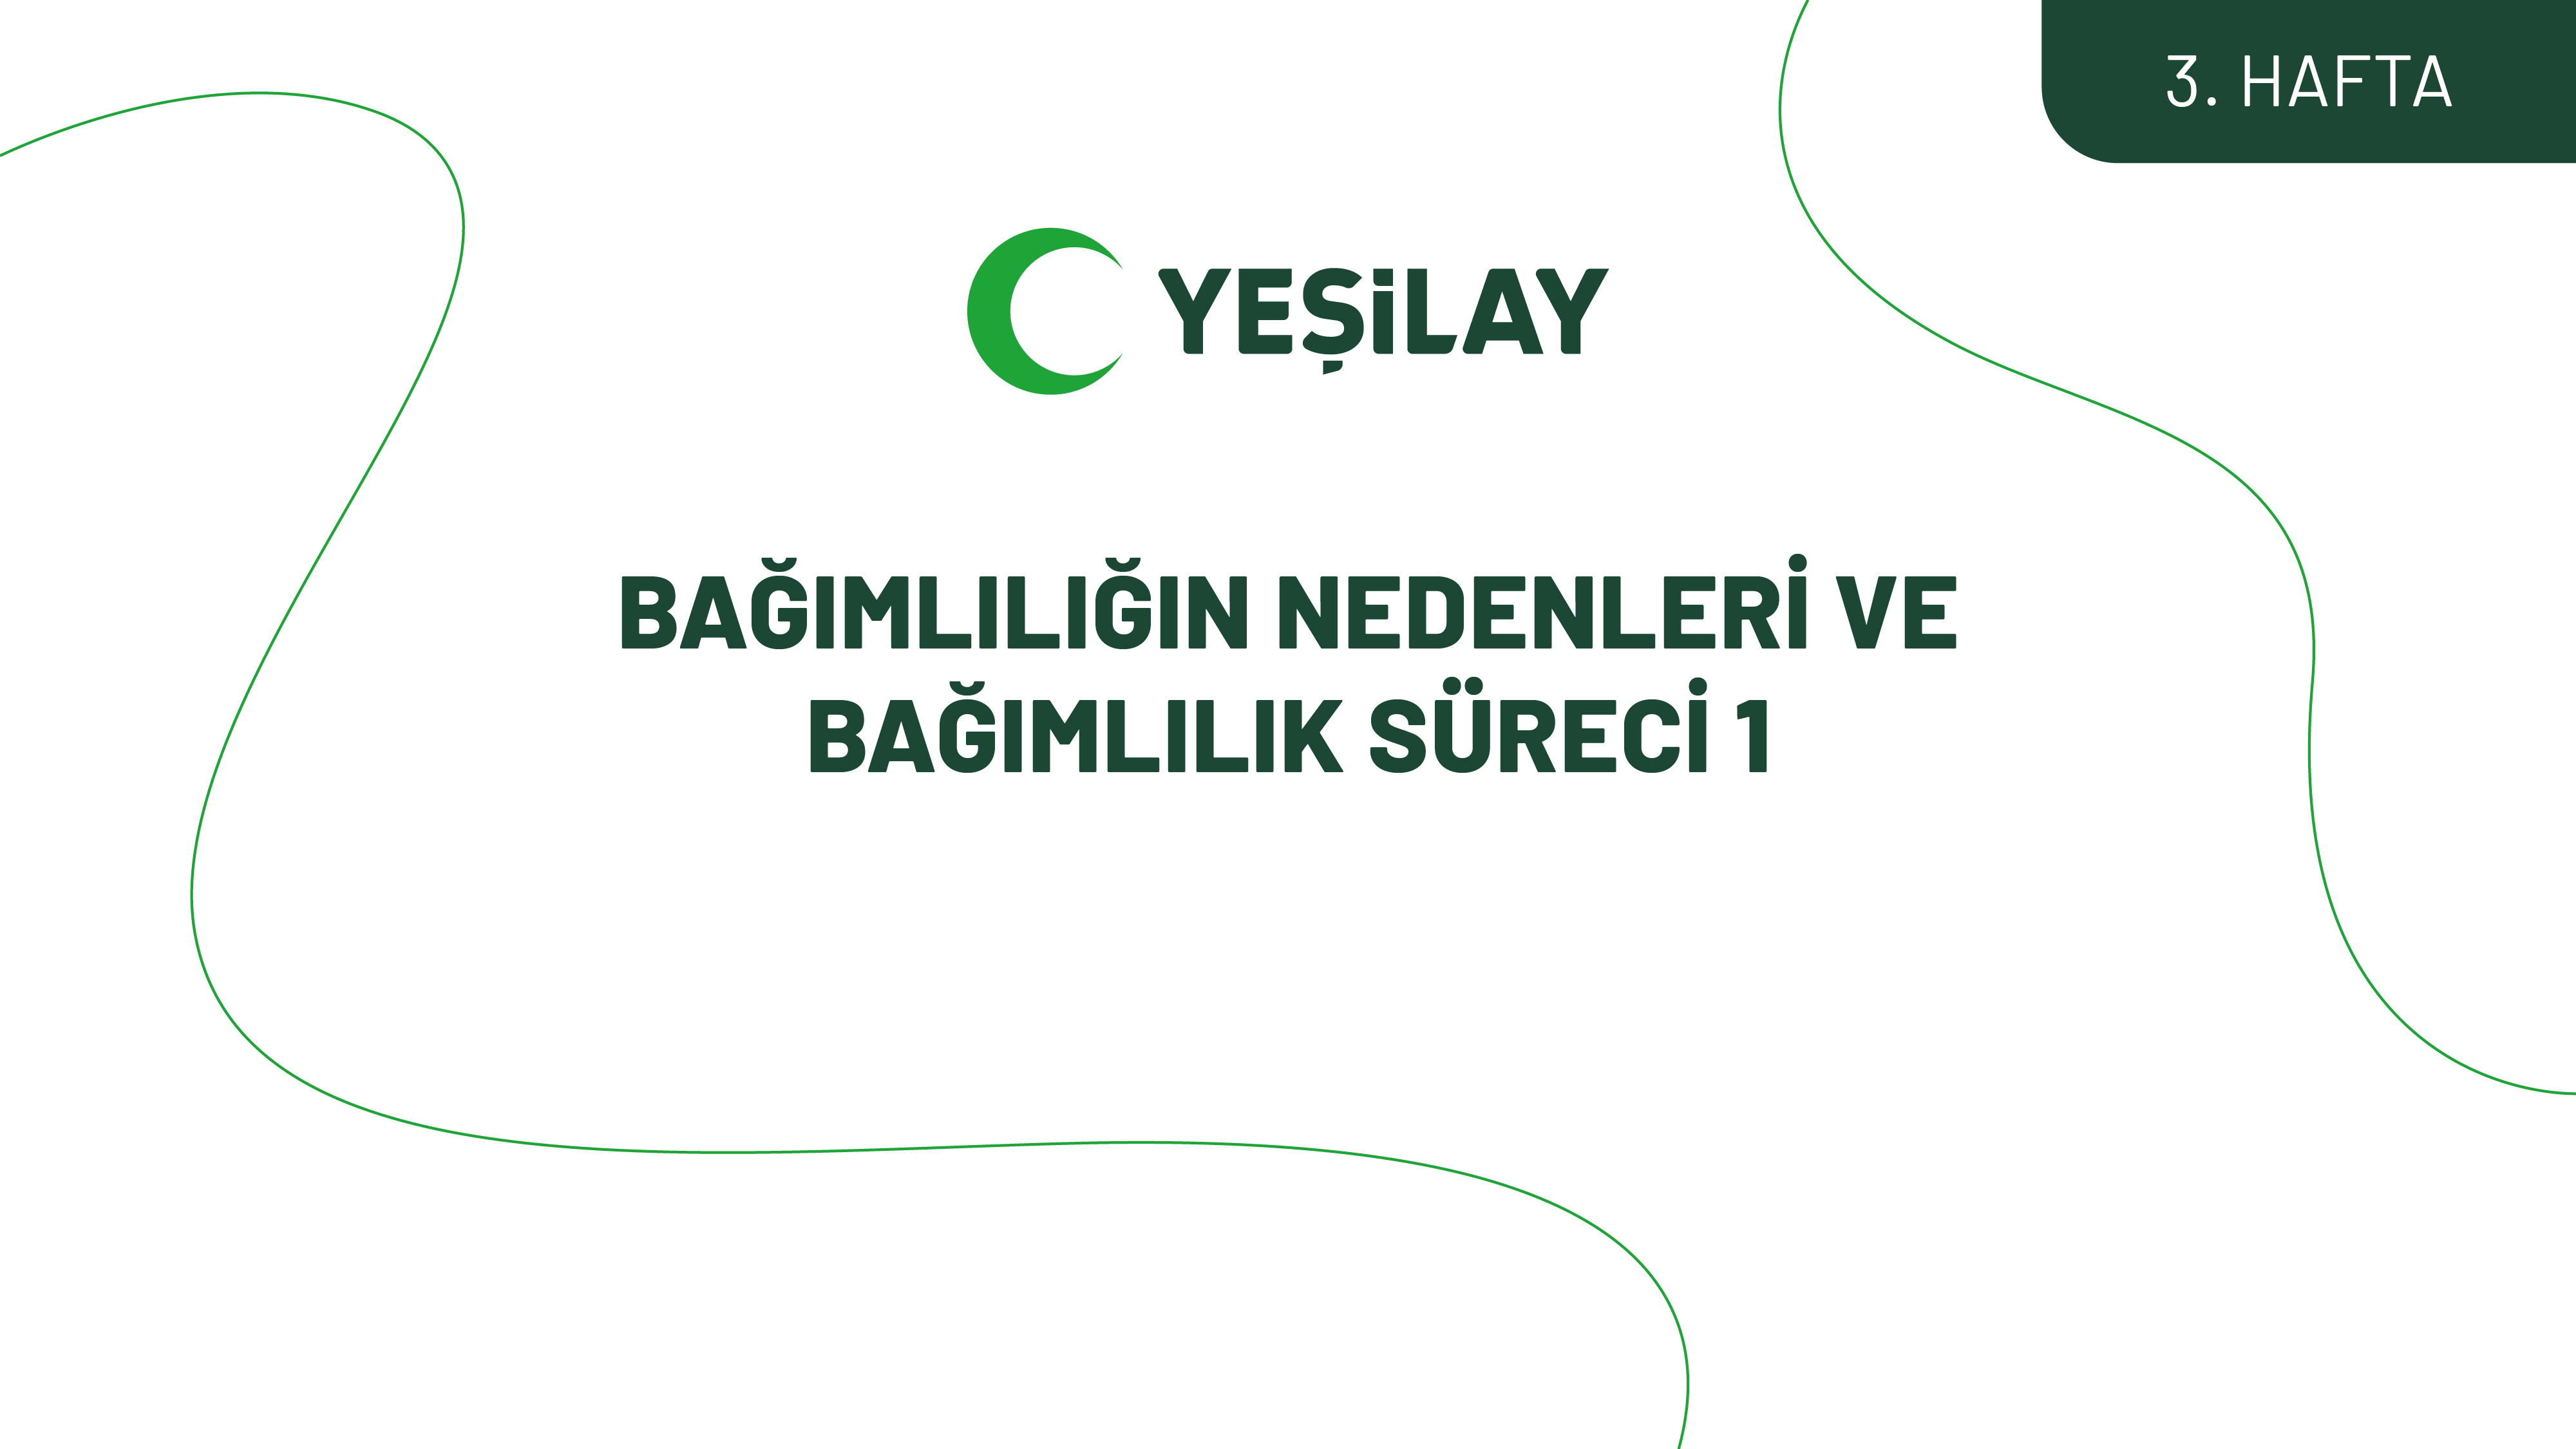 3. HAFTA
YEŞİLAY
BAĞIMLILIĞIN NEDENLERİ VE
BAĞIMLILIK SÜRECİ 1